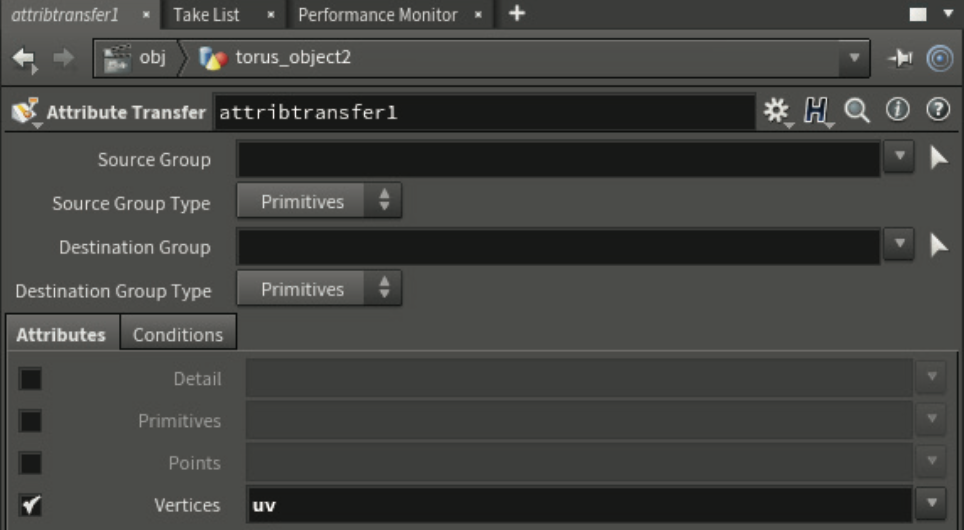 attribtransfer1 × Take List × Performance Monitor × +
obj torus_object2
Attribute Transfer attribtransfer1
Source Group
Source Group Type Primitives
Destination Group
Destination Group Type Primitives
Attributes Conditions
Detail
Primitives
Points
Vertices uv